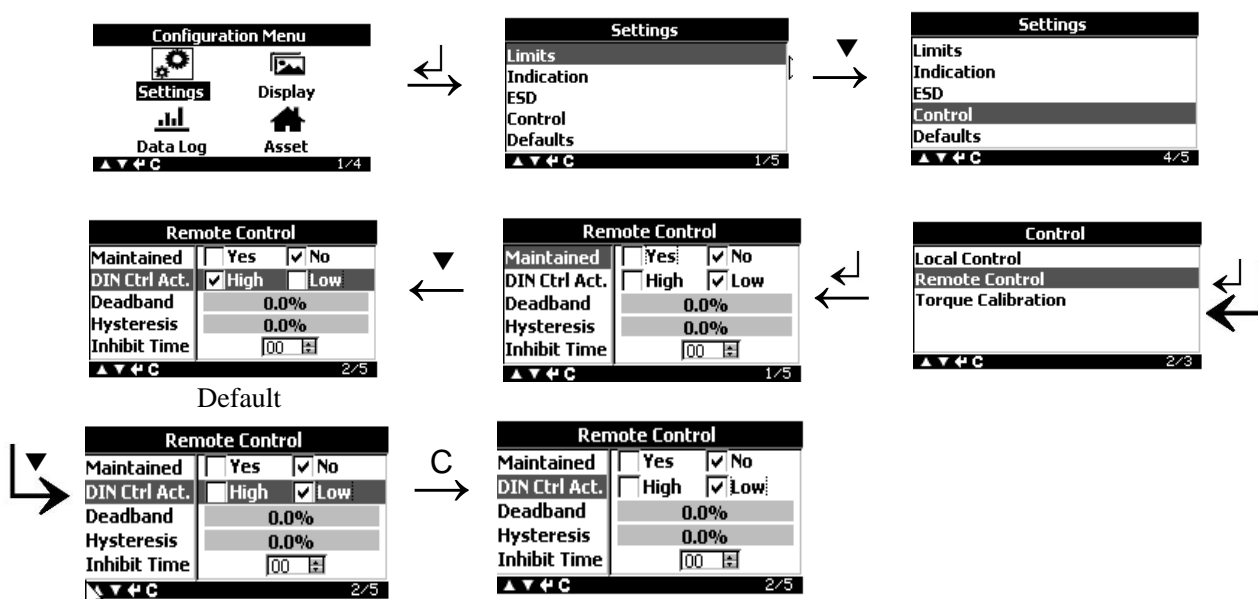 Configuration Menu
Settings Display
Data Log Asset
▲ ▼ ↵ C 1/4
↵
Settings
Limits
Indication
ESD
Control
Defaults
▲ ▼ ↵ C 1/5
▼
Settings
Limits
Indication
ESD
Control
Defaults
▲ ▼ ↵ C 4/5
Remote Control
Maintained Yes No
DIN Ctrl Act. High Low
Deadband 0.0%
Hysteresis 0.0%
Inhibit Time 00
▲ ▼ ↵ C 2/5
Default
▼
Remote Control
Maintained Yes No
DIN Ctrl Act. High Low
Deadband 0.0%
Hysteresis 0.0%
Inhibit Time 00
▲ ▼ ↵ C 1/5
↵
Control
Local Control
Remote Control
Torque Calibration
▲ ▼ ↵ C 2/3
↵
▼
Remote Control
Maintained Yes No
DIN Ctrl Act. High Low
Deadband 0.0%
Hysteresis 0.0%
Inhibit Time 00
▲ ▼ ↵ C 2/5
C
Remote Control
Maintained Yes No
DIN Ctrl Act. High Low
Deadband 0.0%
Hysteresis 0.0%
Inhibit Time 00
▲ ▼ ↵ C 2/5